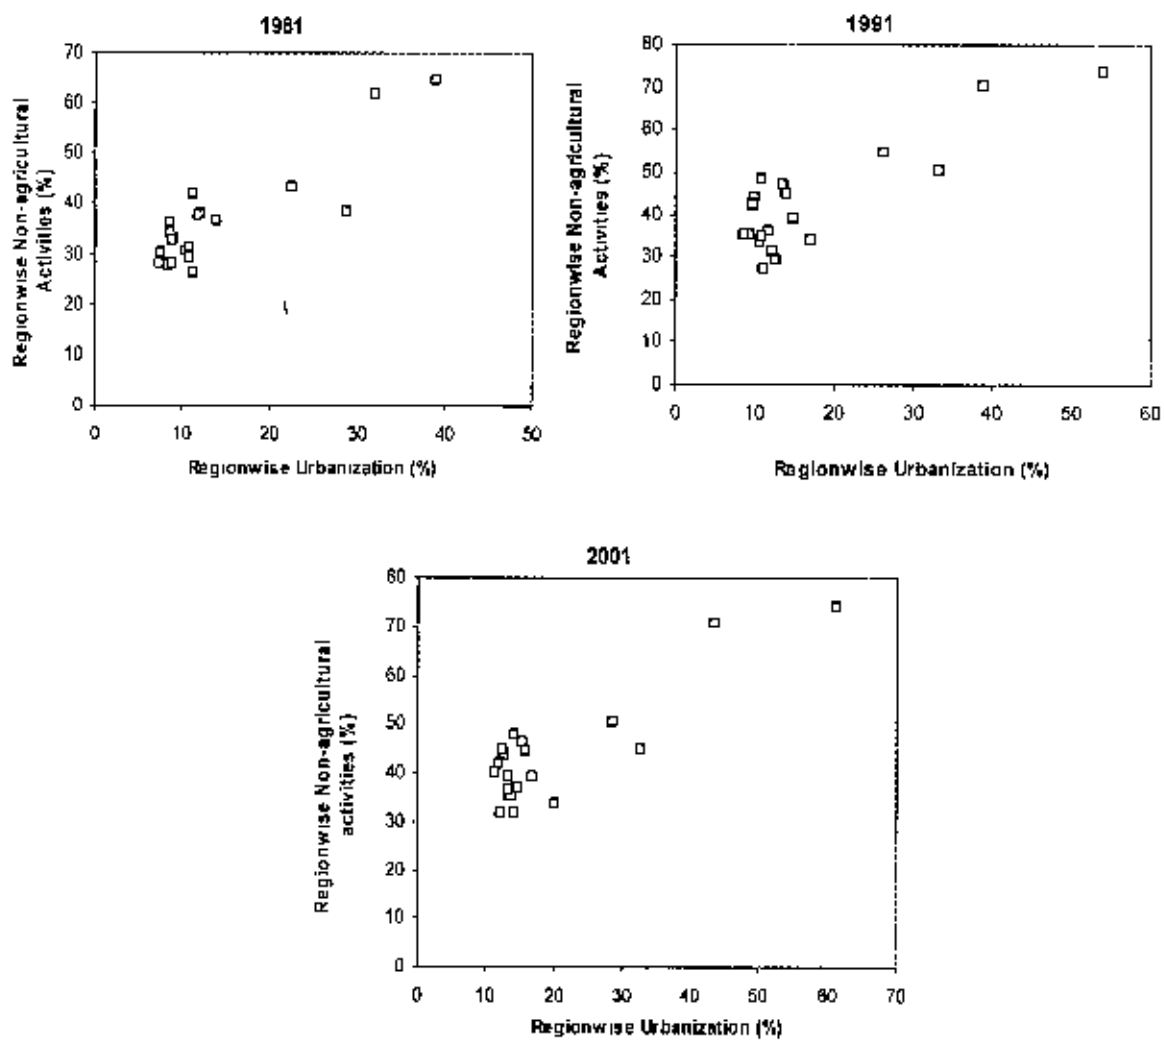 1981
Regionwise Non-agricultural
Activities (%)
70
60
50
40
30
20
10
0
0 10 20 30 40 50
Regionwise Urbanization (%)
1991
Regionwise Non-agricultural
Activities (%)
80
70
60
50
40
30
20
10
0
0 10 20 30 40 50 60
Regionwise Urbanization (%)
2001
Regionwise Non-agricultural
activities (%)
80
70
60
50
40
30
20
10
0
0 10 20 30 40 50 60 70
Regionwise Urbanization (%)